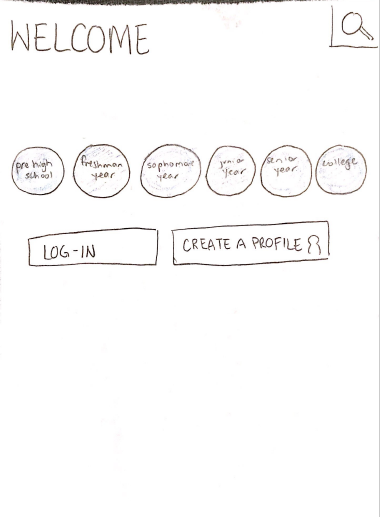 WELCOME
pre high
school
freshman
year
sophomore
year
junior
year
senior
year
college
LOG-IN
CREATE A PROFILE